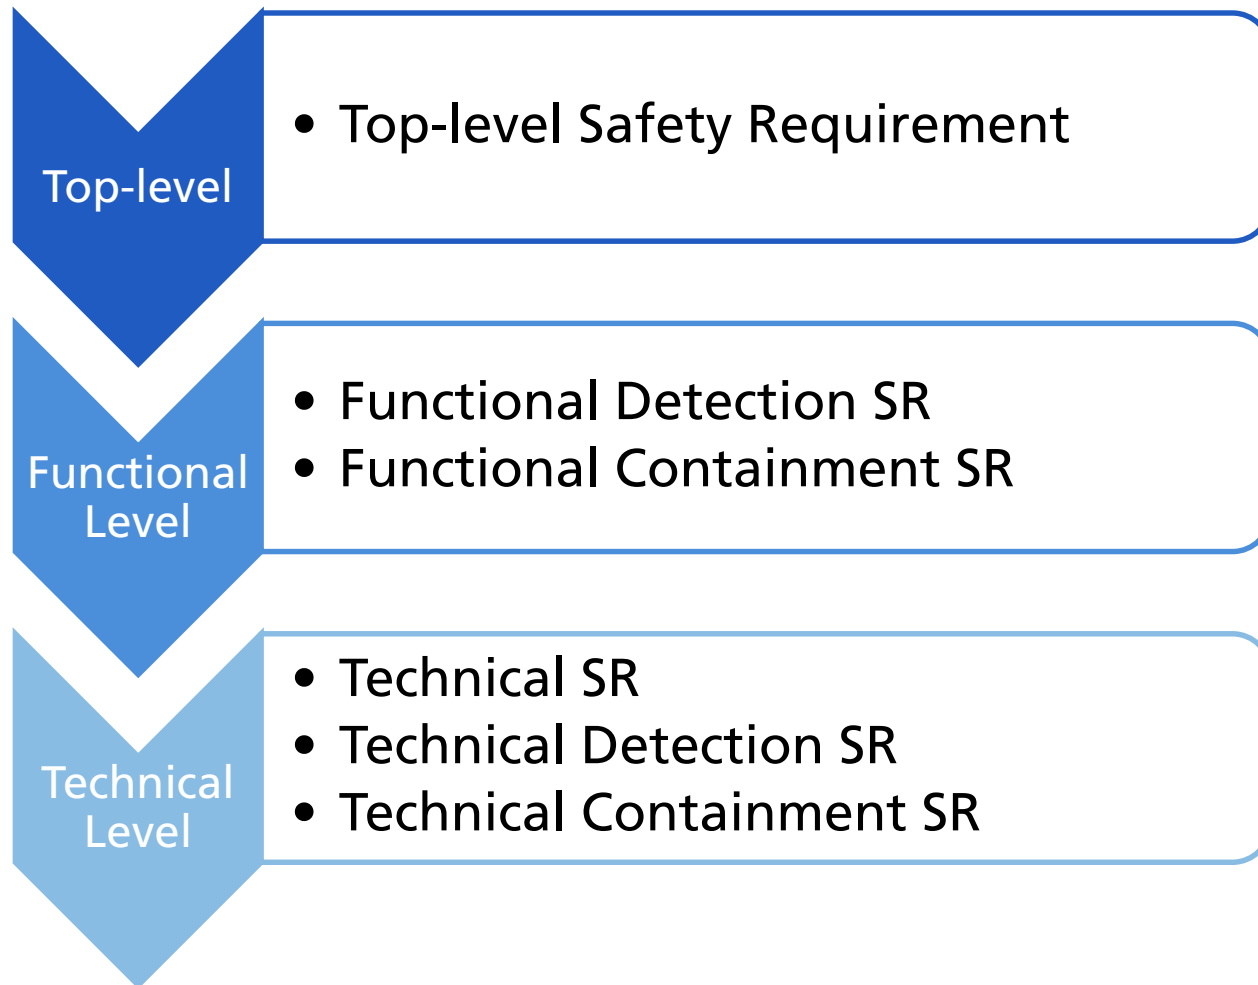 Top-level
• Top-level Safety Requirement
Functional
Level
• Functional Detection SR
• Functional Containment SR
Technical
Level
• Technical SR
• Technical Detection SR
• Technical Containment SR